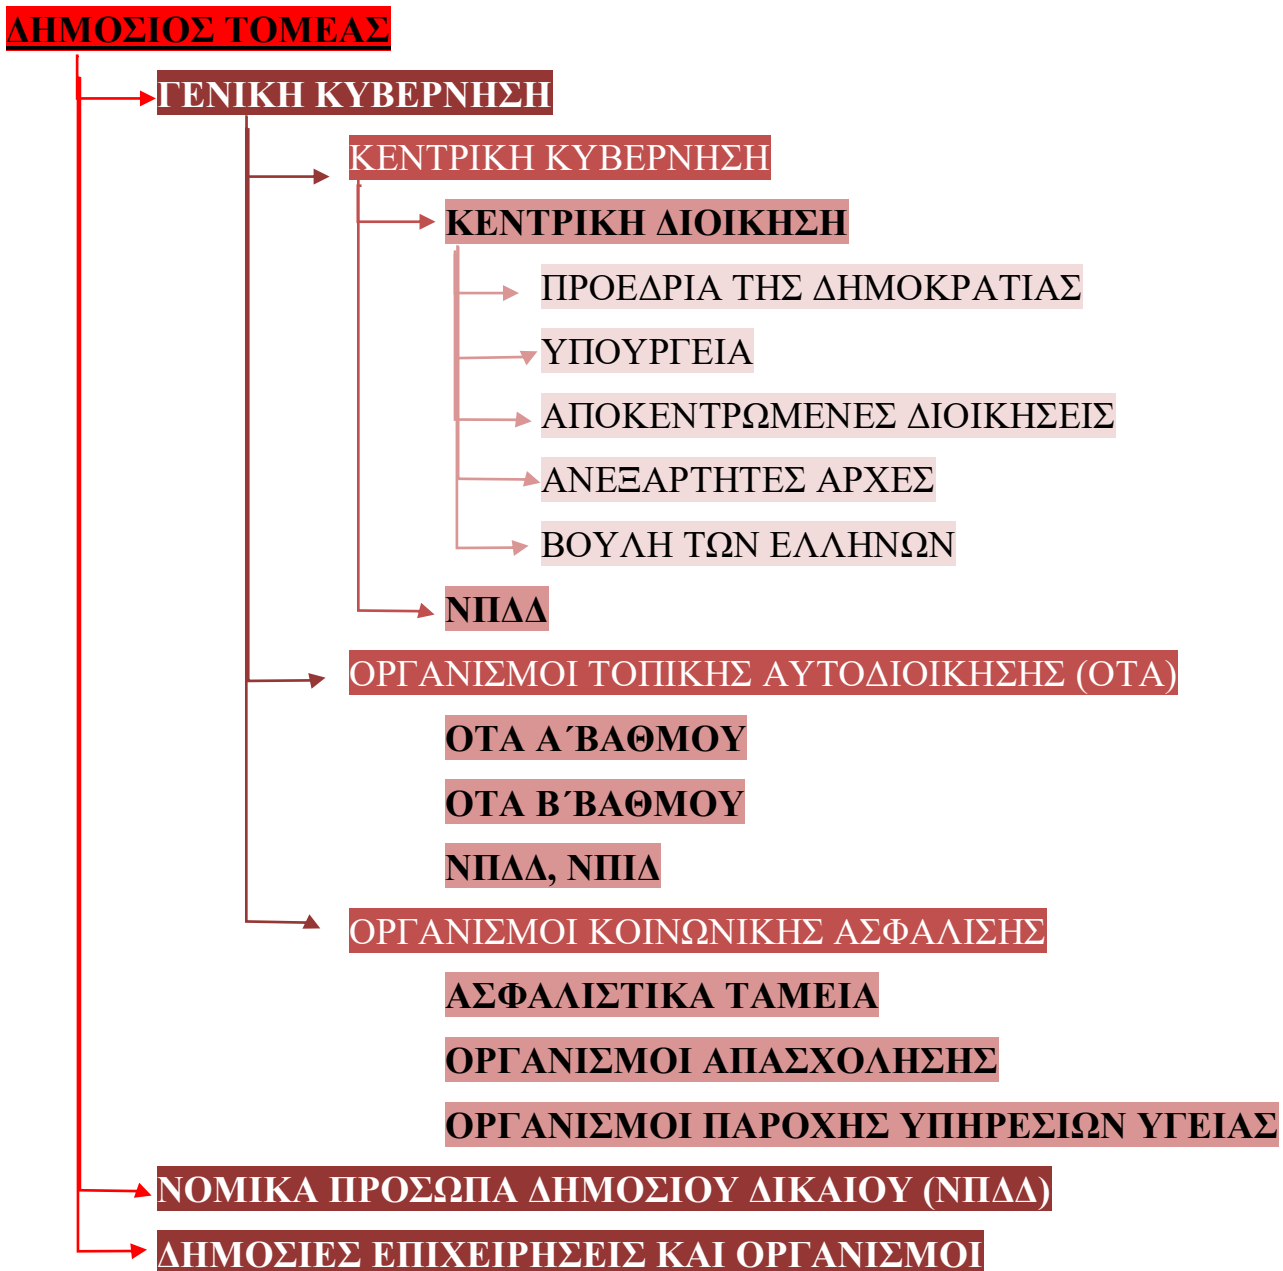 ΔΗΜΟΣΙΟΣ ΤΟΜΕΑΣ
ΓΕΝΙΚΗ ΚΥΒΕΡΝΗΣΗ
ΚΕΝΤΡΙΚΗ ΚΥΒΕΡΝΗΣΗ
ΚΕΝΤΡΙΚΗ ΔΙΟΙΚΗΣΗ
ΠΡΟΕΔΡΙΑ ΤΗΣ ΔΗΜΟΚΡΑΤΙΑΣ
ΥΠΟΥΡΓΕΙΑ
ΑΠΟΚΕΝΤΡΩΜΕΝΕΣ ΔΙΟΙΚΗΣΕΙΣ
ΑΝΕΞΑΡΤΗΤΕΣ ΑΡΧΕΣ
ΒΟΥΛΗ ΤΩΝ ΕΛΛΗΝΩΝ
ΝΠΔΔ
ΟΡΓΑΝΙΣΜΟΙ ΤΟΠΙΚΗΣ ΑΥΤΟΔΙΟΙΚΗΣΗΣ (ΟΤΑ)
ΟΤΑ Α΄ΒΑΘΜΟΥ
ΟΤΑ Β΄ΒΑΘΜΟΥ
ΝΠΔΔ, ΝΠΙΔ
ΟΡΓΑΝΙΣΜΟΙ ΚΟΙΝΩΝΙΚΗΣ ΑΣΦΑΛΙΣΗΣ
ΑΣΦΑΛΙΣΤΙΚΑ ΤΑΜΕΙΑ
ΟΡΓΑΝΙΣΜΟΙ ΑΠΑΣΧΟΛΗΣΗΣ
ΟΡΓΑΝΙΣΜΟΙ ΠΑΡΟΧΗΣ ΥΠΗΡΕΣΙΩΝ ΥΓΕΙΑΣ
ΝΟΜΙΚΑ ΠΡΟΣΩΠΑ ΔΗΜΟΣΙΟΥ ΔΙΚΑΙΟΥ (ΝΠΔΔ)
ΔΗΜΟΣΙΕΣ ΕΠΙΧΕΙΡΗΣΕΙΣ ΚΑΙ ΟΡΓΑΝΙΣΜΟΙ